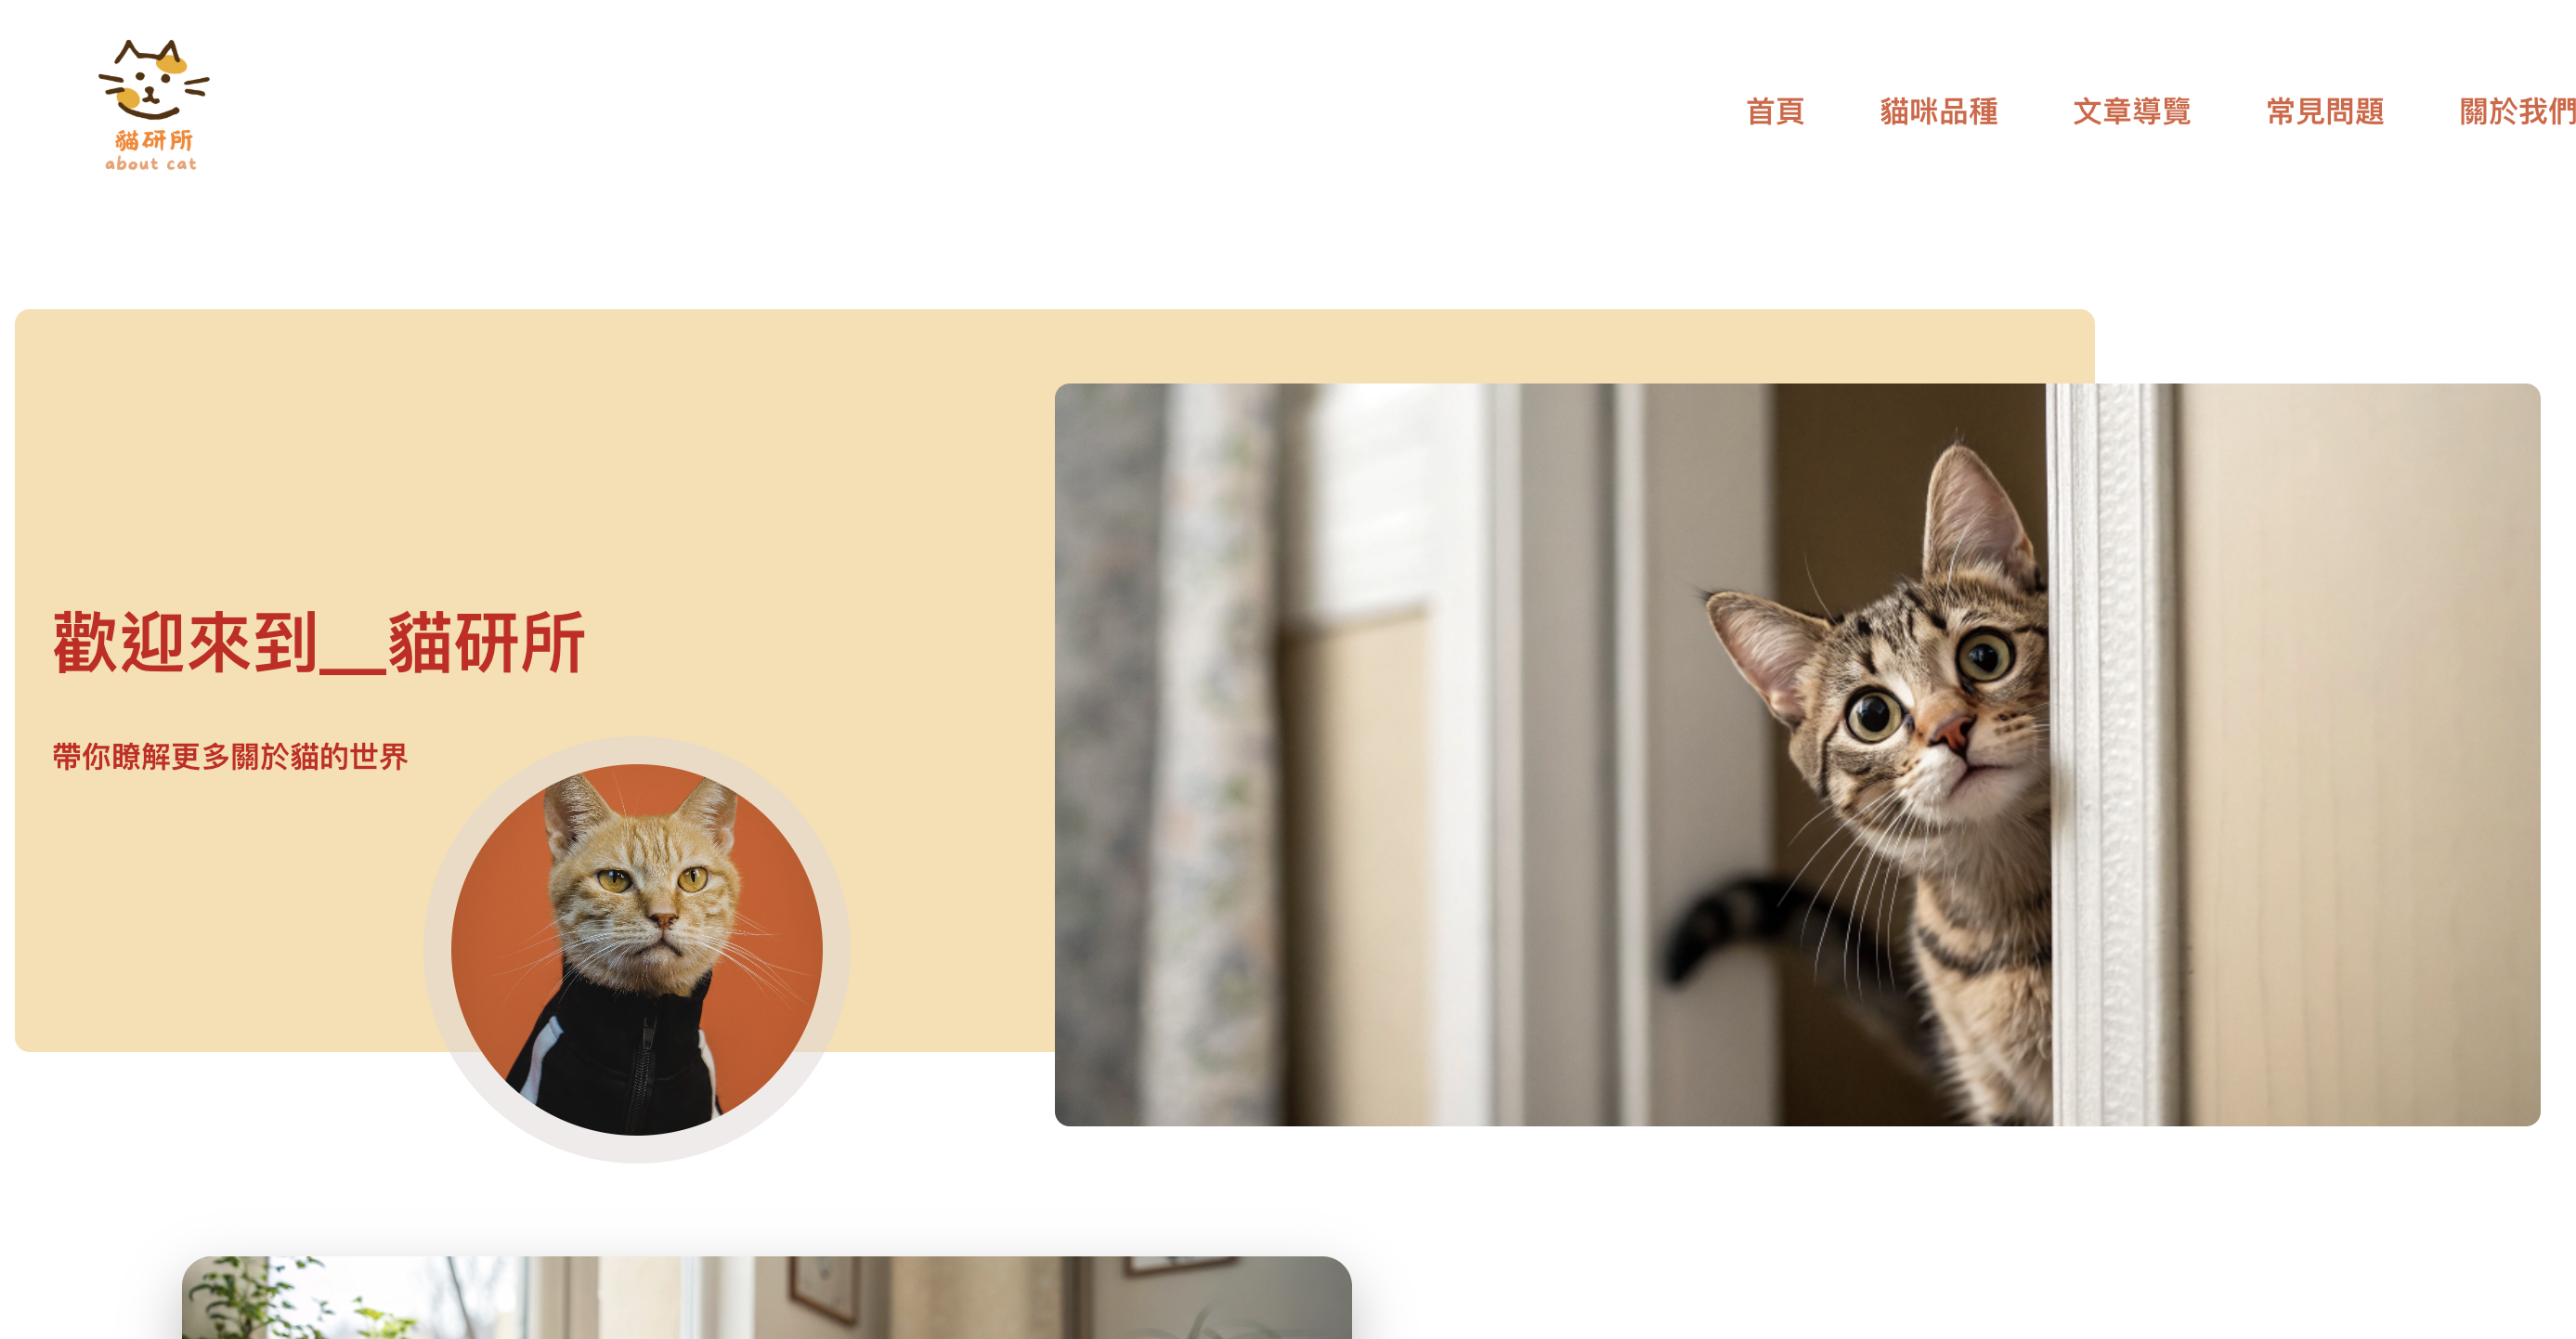 貓研所
about cat
首頁
貓咪品種
文章導覽
常見問題
關於我們
歡迎來到__貓研所
帶你瞭解更多關於貓的世界